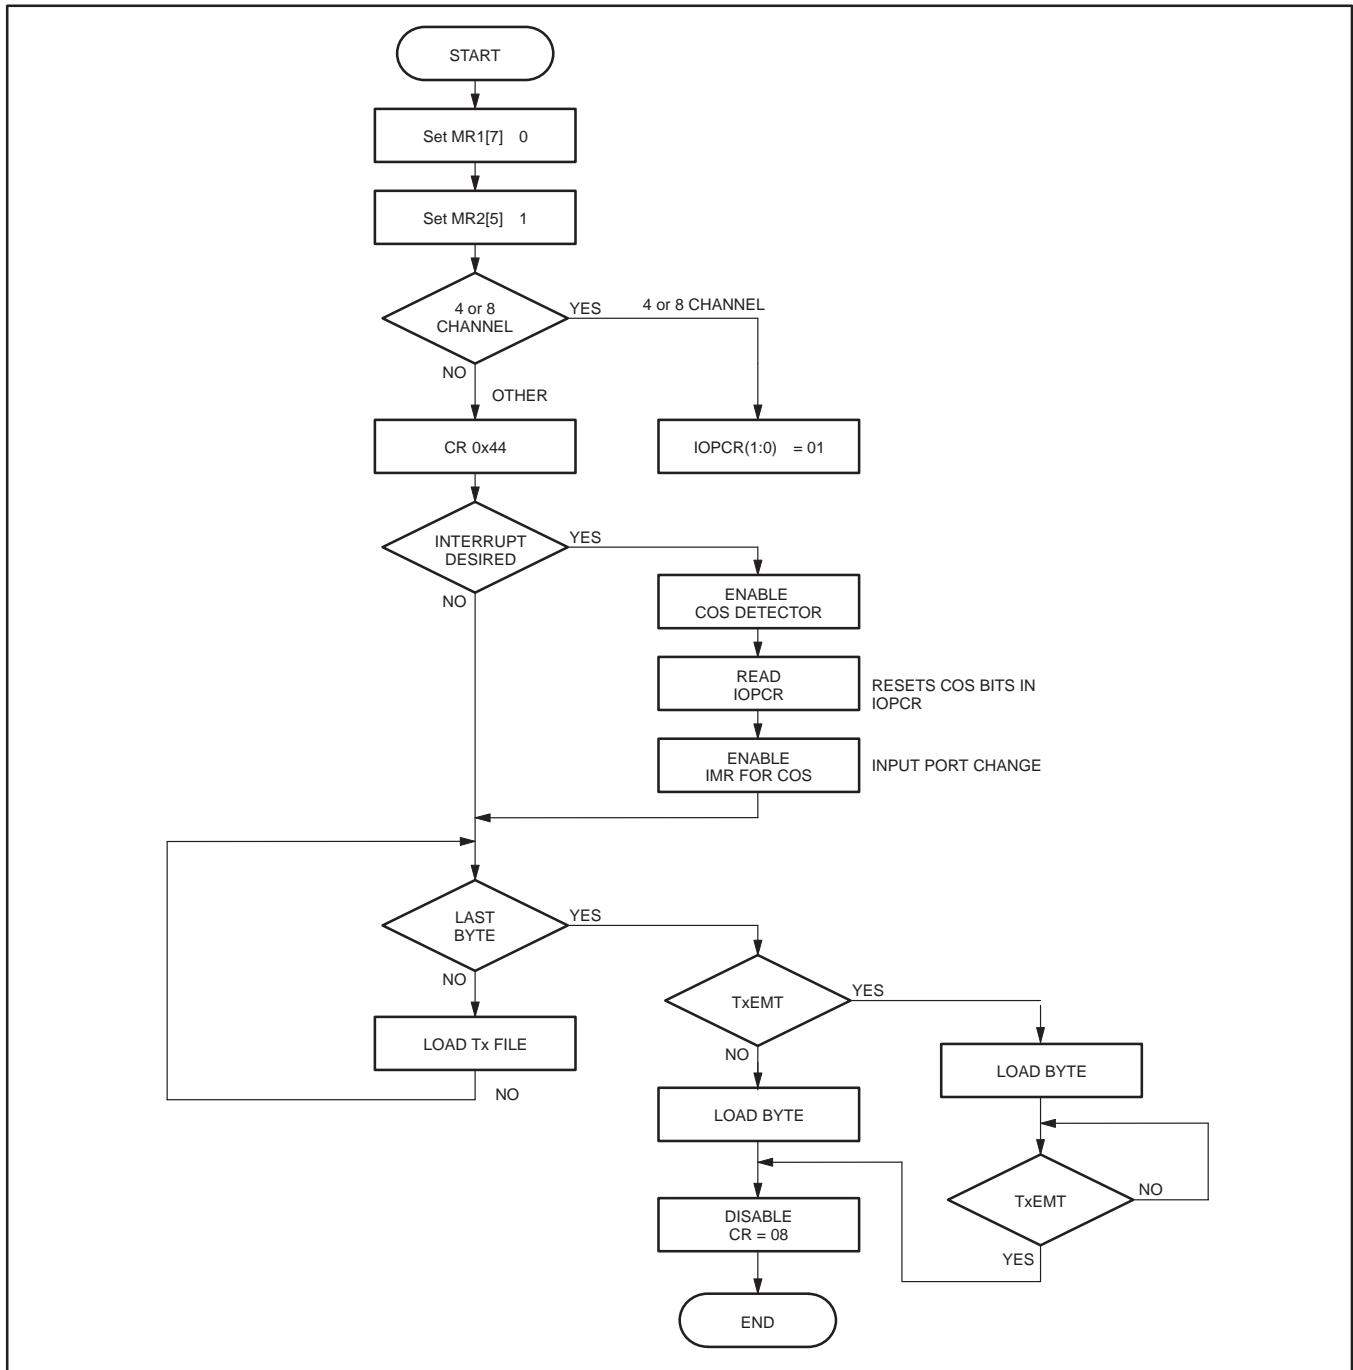 START
Set MR1[7] 0
Set MR2[5] 1
4 or 8
CHANNEL
YES
4 or 8 CHANNEL
NO
OTHER
CR 0x44
IOPCR(1:0) = 01
INTERRUPT
DESIRED
YES
NO
ENABLE
COS DETECTOR
READ
IOPCR
RESETS COS BITS IN
IOPCR
ENABLE
IMR FOR COS
INPUT PORT CHANGE
LAST
BYTE
YES
NO
LOAD Tx FILE
NO
TxEMT
YES
NO
LOAD BYTE
LOAD BYTE
TxEMT
NO
YES
DISABLE
CR = 08
END